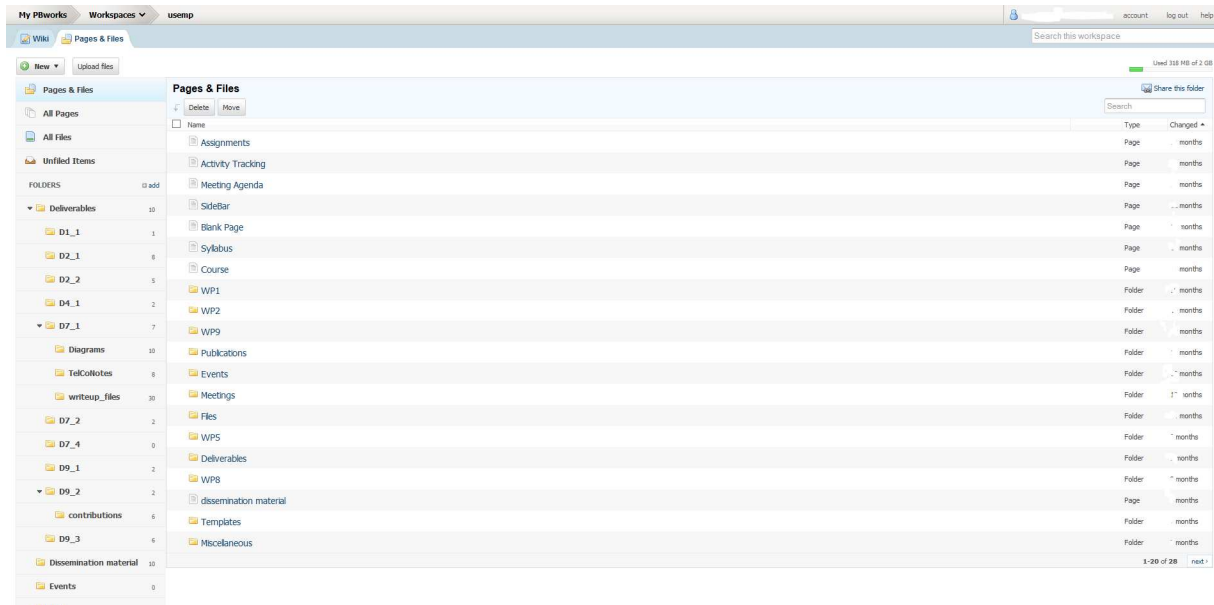 My PBworks Workspaces usemp account log out help
Wiki Pages & Files Search this workspace
New Upload files Used 318 MB of 2 GB
Pages & Files
All Pages
All Files
Unfiled Items
FOLDERS add
Deliverables 10
D1_1 1
D2_1 8
D2_2 5
D4_1 2
D7_1 7
Diagrams 10
TelCoNotes 8
writeup_files 30
D7_2 2
D7_4 0
D9_1 2
D9_2 2
contributions 6
D9_3 6
Dissemination material 10
Events 8
Pages & Files Share this folder
Delete Move Search
Name Type Changed
Assignments Page months
Activity Tracking Page months
Meeting Agenda Page months
SideBar Page months
Blank Page Page months
Syllabus Page months
Course Page months
WP1 Folder months
WP2 Folder months
WP9 Folder months
Publications Folder months
Events Folder months
Meetings Folder months
Files Folder months
WP5 Folder months
Deliverables Folder months
WP8 Folder months
dissemination material Page months
Templates Folder months
Miscellaneous Folder months
1-20 of 28 next